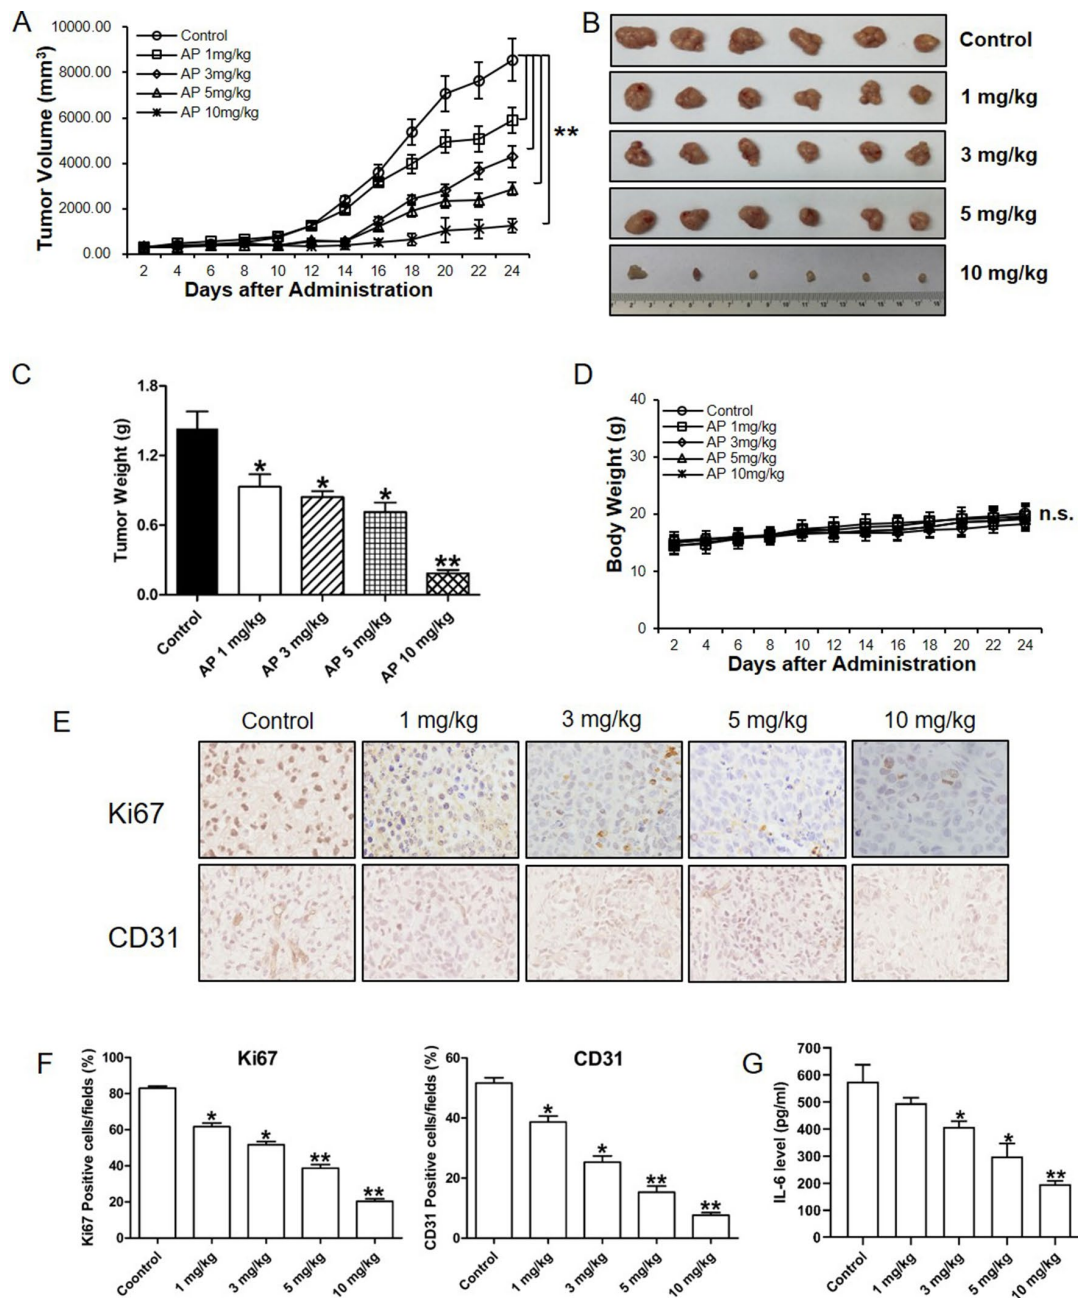 A
10000.00
8000.00
6000.00
4000.00
2000.00
0.00
Tumor Volume (mm³)
Control
AP 1mg/kg
AP 3mg/kg
AP 5mg/kg
AP 10mg/kg
**
2 4 6 8 10 12 14 16 18 20 22 24
Days after Administration
B
Control
1 mg/kg
3 mg/kg
5 mg/kg
10 mg/kg
C
Tumor Weight (g)
1.8
1.2
0.6
0.0
* * * **
Control AP 1 mg/kg AP 3 mg/kg AP 5 mg/kg AP 10 mg/kg
D
Body Weight (g)
40
30
20
10
0
Control
AP 1mg/kg
AP 3mg/kg
AP 5mg/kg
AP 10mg/kg
n.s.
2 4 6 8 10 12 14 16 18 20 22 24
Days after Administration
E
Control 1 mg/kg 3 mg/kg 5 mg/kg 10 mg/kg
Ki67
CD31
F
Ki67
Ki67 Positive cells/fields (%)
100
80
60
40
20
0
* * ** **
Coontrol 1 mg/kg 3 mg/kg 5 mg/kg 10 mg/kg
CD31
CD31 Positive cells/fields (%)
60
40
20
0
* * ** **
Control 1 mg/kg 3 mg/kg 5 mg/kg 10 mg/kg
G
IL-6 level (pg/ml)
700
600
500
400
300
200
100
0
* * **
Control 1 mg/kg 3 mg/kg 5 mg/kg 10 mg/kg